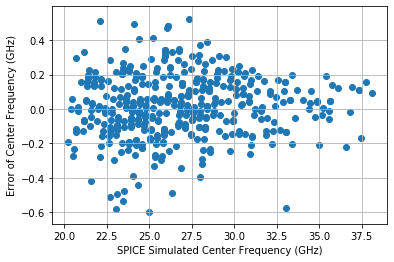 0.4
0.2
0.0
−0.2
−0.4
−0.6
Error of Center Frequency (GHz)
20.0 22.5 25.0 27.5 30.0 32.5 35.0 37.5
SPICE Simulated Center Frequency (GHz)